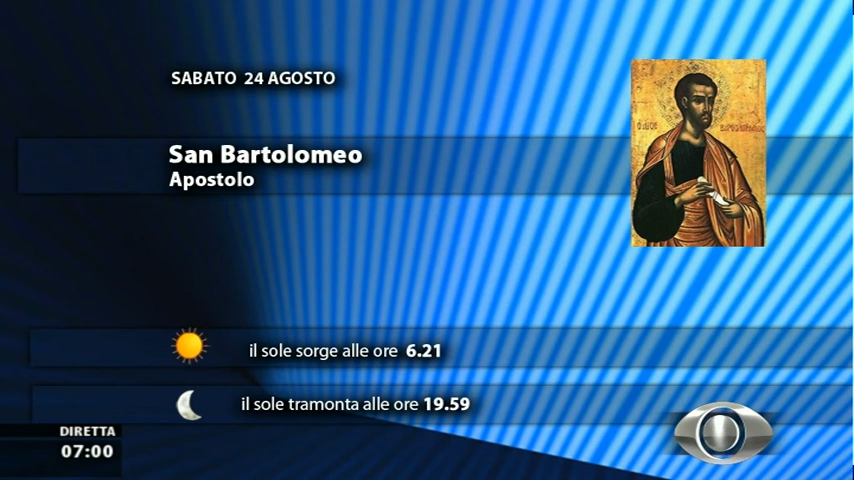 SABATO 24 AGOSTO
San Bartolomeo
Apostolo
il sole sorge alle ore 6.21
il sole tramonta alle ore 19.59
DIRETTA
07:00